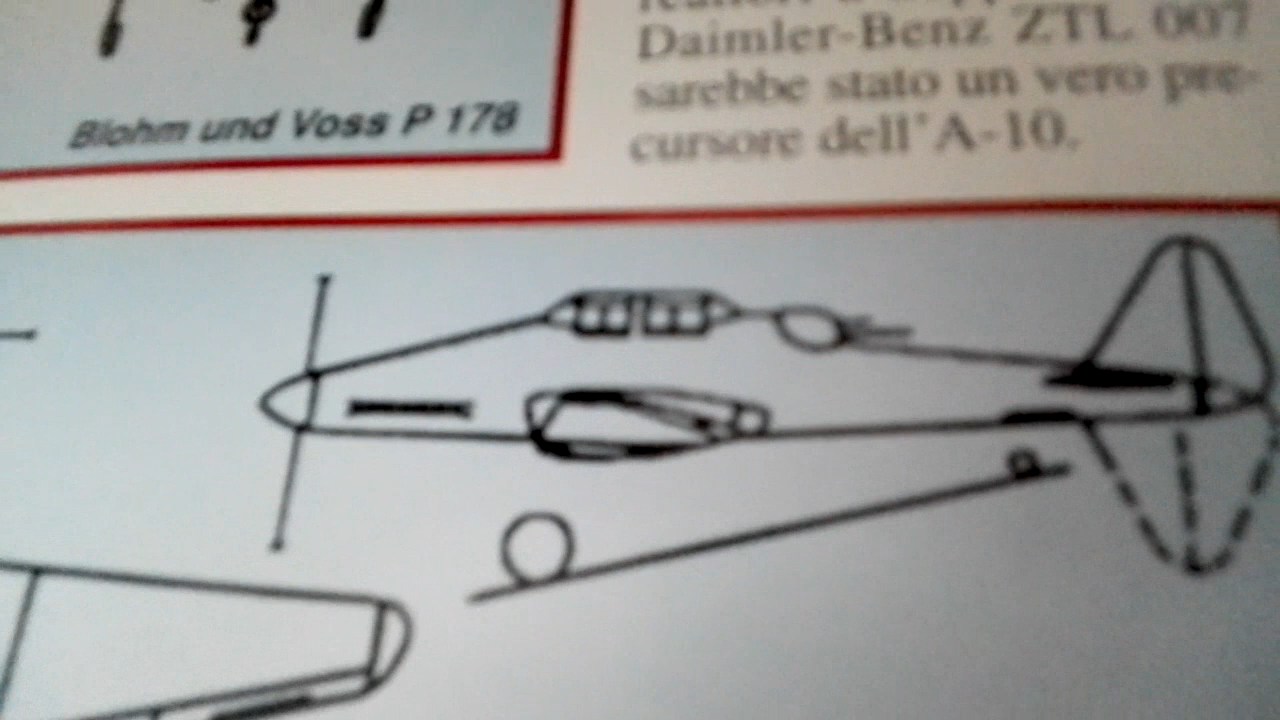 Blohm und Voss P 178
Daimler-Benz ZTL 007
sarebbe stato un vero pre-
cursore dell'A-10.